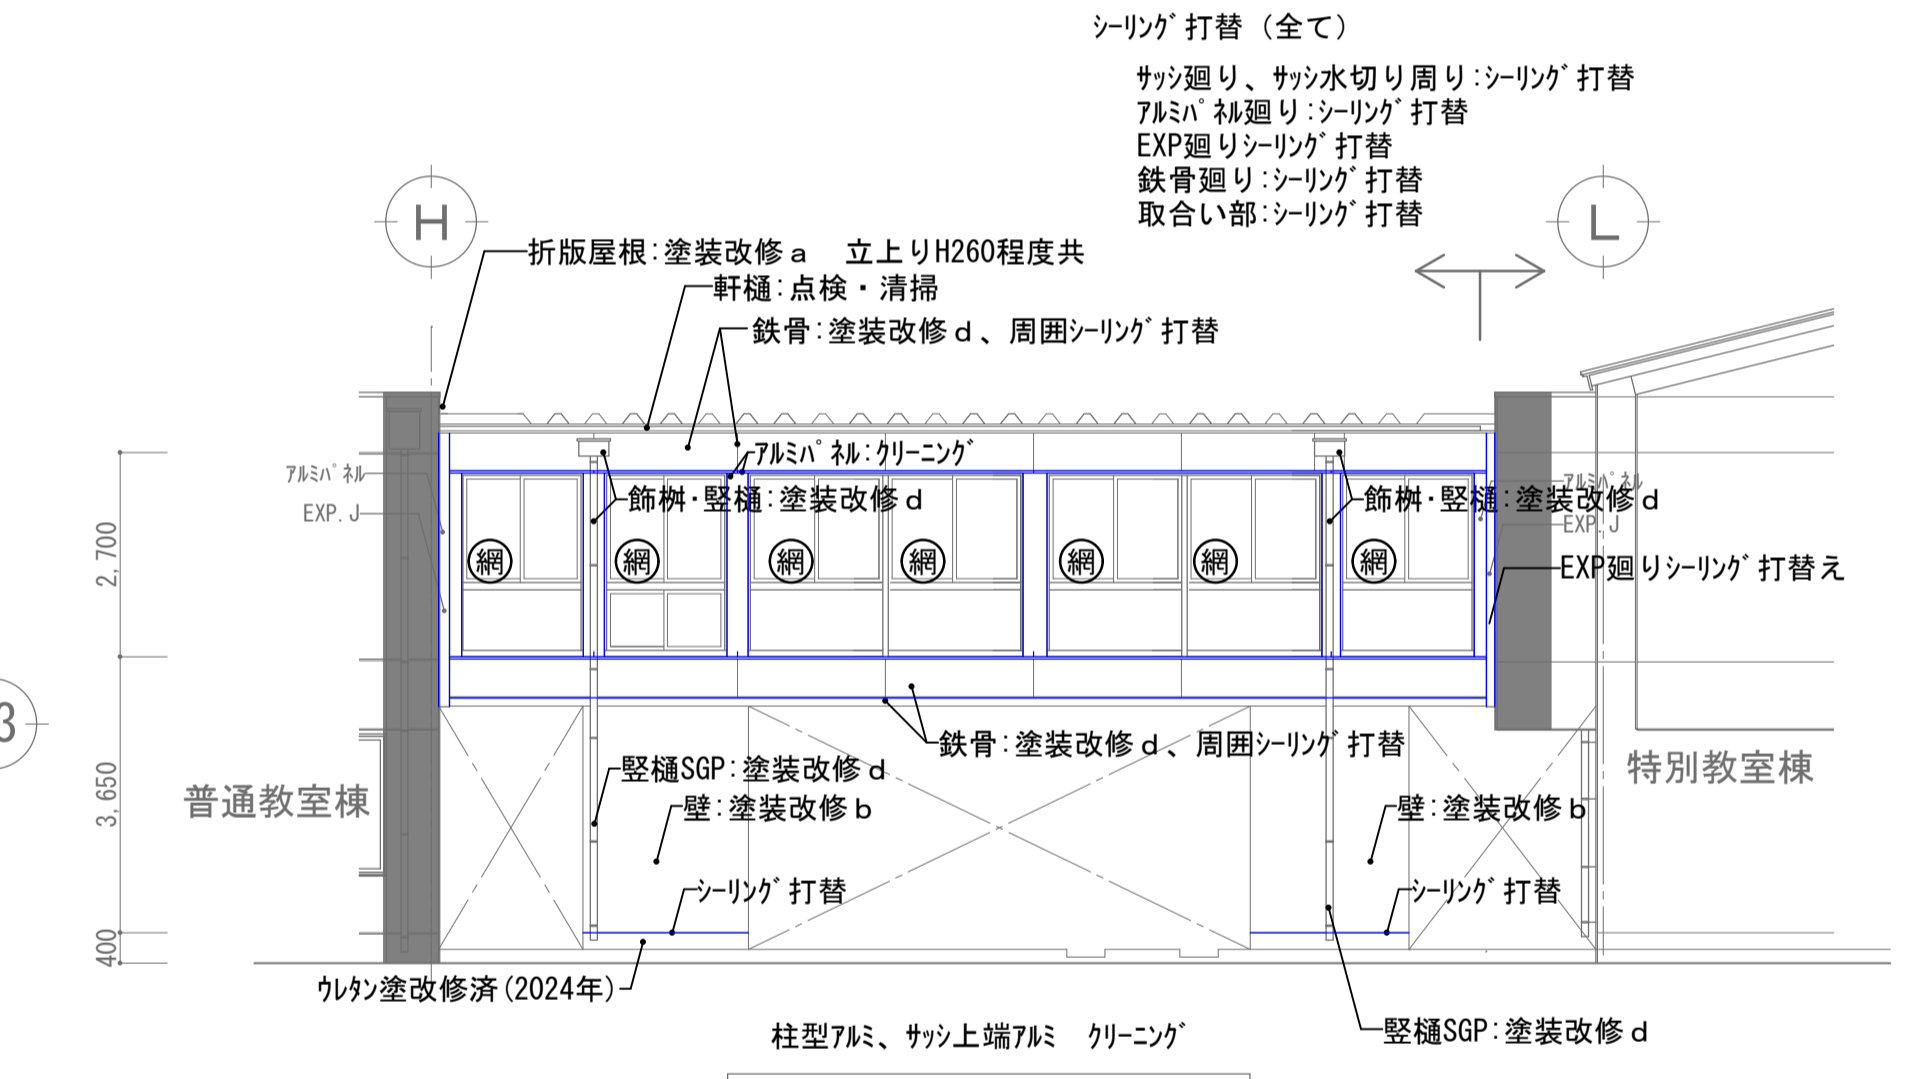 シーリング打替（全て）
サッシ廻り、サッシ水切り周り:シーリング打替
アルミパネル廻り:シーリング打替
EXP廻りシーリング打替
鉄骨廻り:シーリング打替
取合い部:シーリング打替
H
L
折版屋根:塗装改修ａ　立上りH260程度共
軒樋:点検・清掃
鉄骨:塗装改修ｄ、周囲シーリング打替
アルミパネル:クリーニング
アルミパネル
アルミパネル
飾桝・竪樋:塗装改修ｄ
飾桝・竪樋:塗装改修ｄ
EXP.J
EXP.J
2,700
網
網
網
網
網
網
網
EXP廻りシーリング打替え
3
鉄骨:塗装改修ｄ、周囲シーリング打替
竪樋SGP:塗装改修ｄ
特別教室棟
普通教室棟
3,650
壁:塗装改修ｂ
壁:塗装改修ｂ
シーリング打替
シーリング打替
400
ウレタン塗改修済(2024年)
柱型アルミ、サッシ上端アルミ　クリーニング
竪樋SGP:塗装改修ｄ